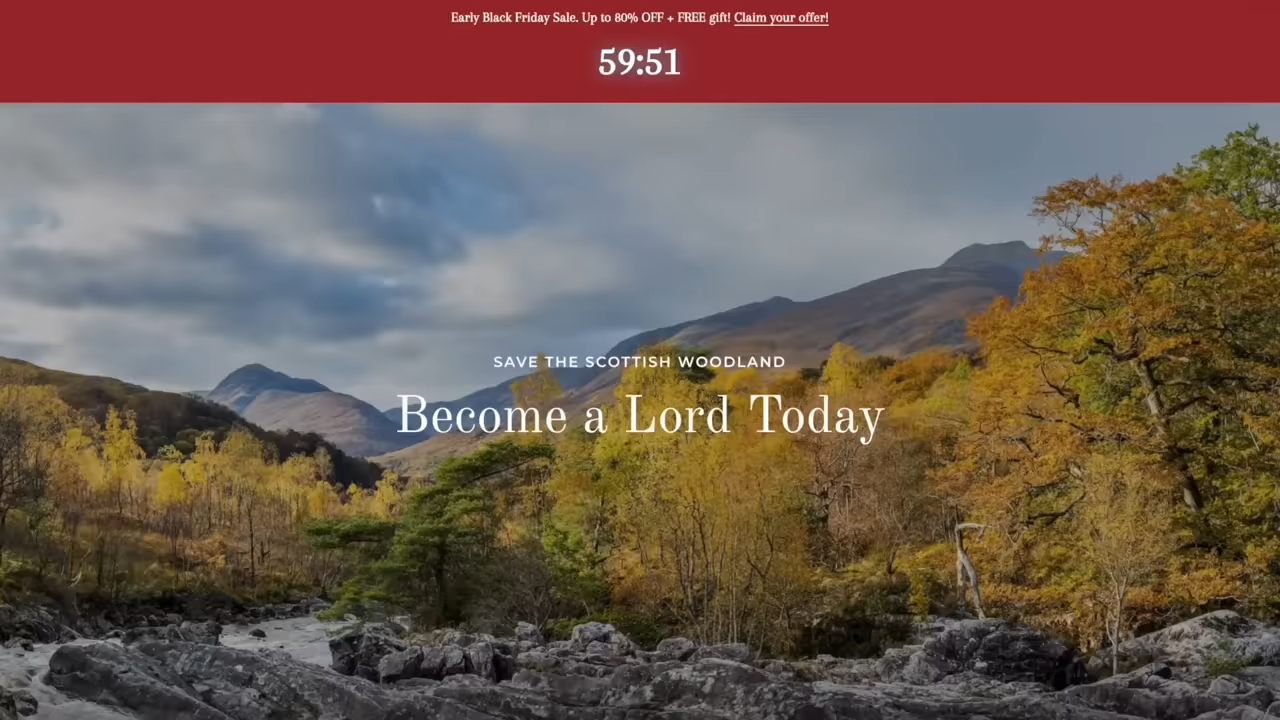 Early Black Friday Sale. Up to 80% OFF + FREE gift! Claim your offer!
59:51
SAVE THE SCOTTISH WOODLAND
Become a Lord Today